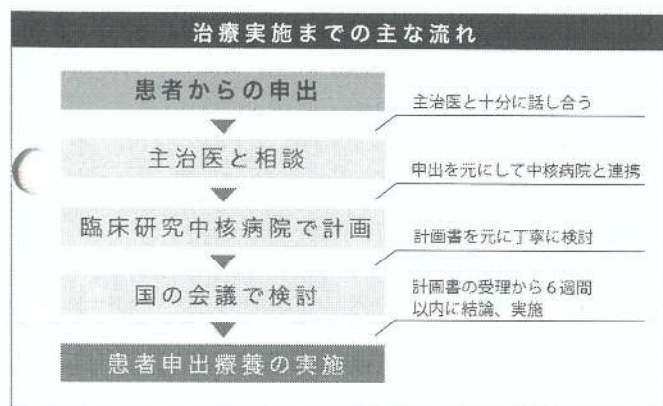 治療実施までの主な流れ
患者からの申出
主治医と十分に話し合う
主治医と相談
申出を元にして中核病院と連携
臨床研究中核病院で計画
計画書を元に丁寧に検討
国の会議で検討
計画書の受理から6週間
以内に結論、実施
患者申出療養の実施